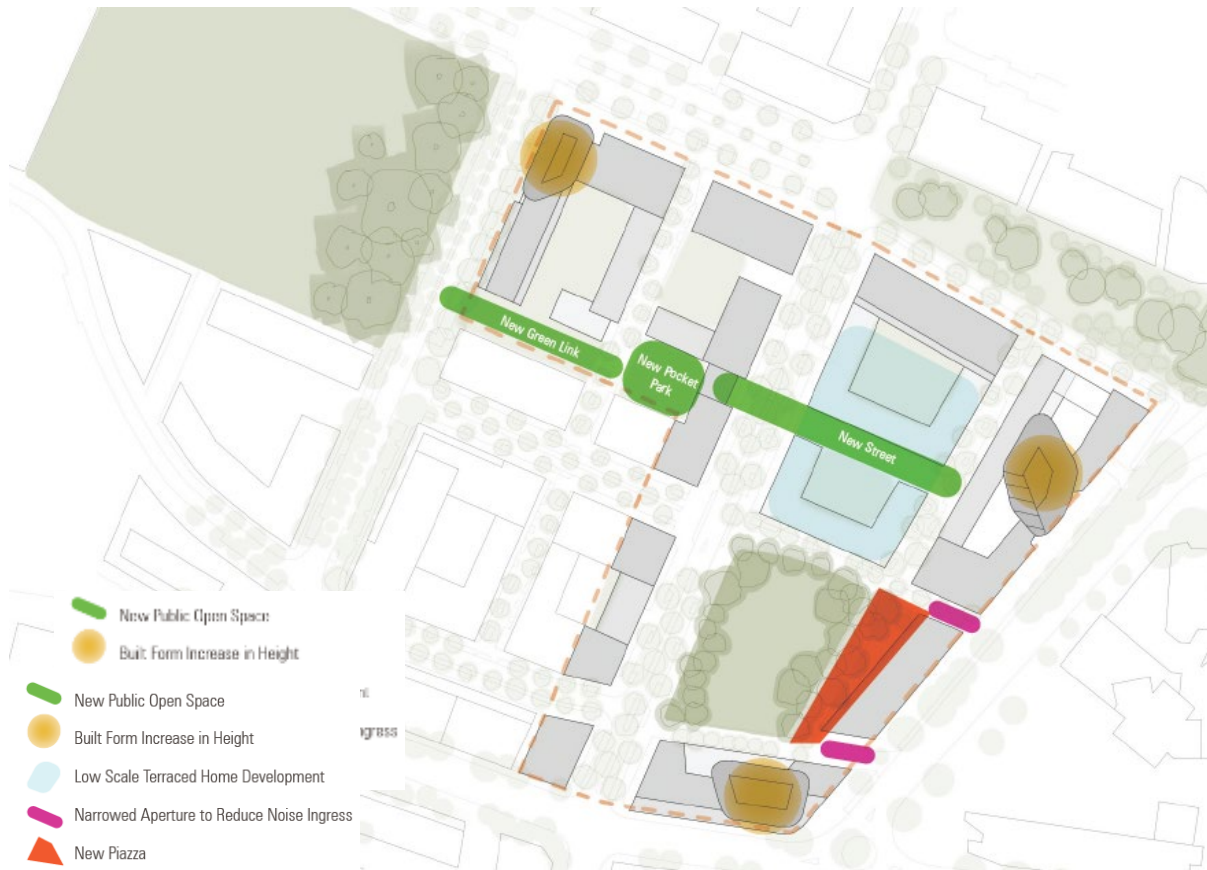 New Green Link
New Pocket
Park
New Street
New Public Open Space
Built Form Increase in Height
New Public Open Space
Built Form Increase in Height
Low Scale Terraced Home Development
Narrowed Aperture to Reduce Noise Ingress
New Piazza